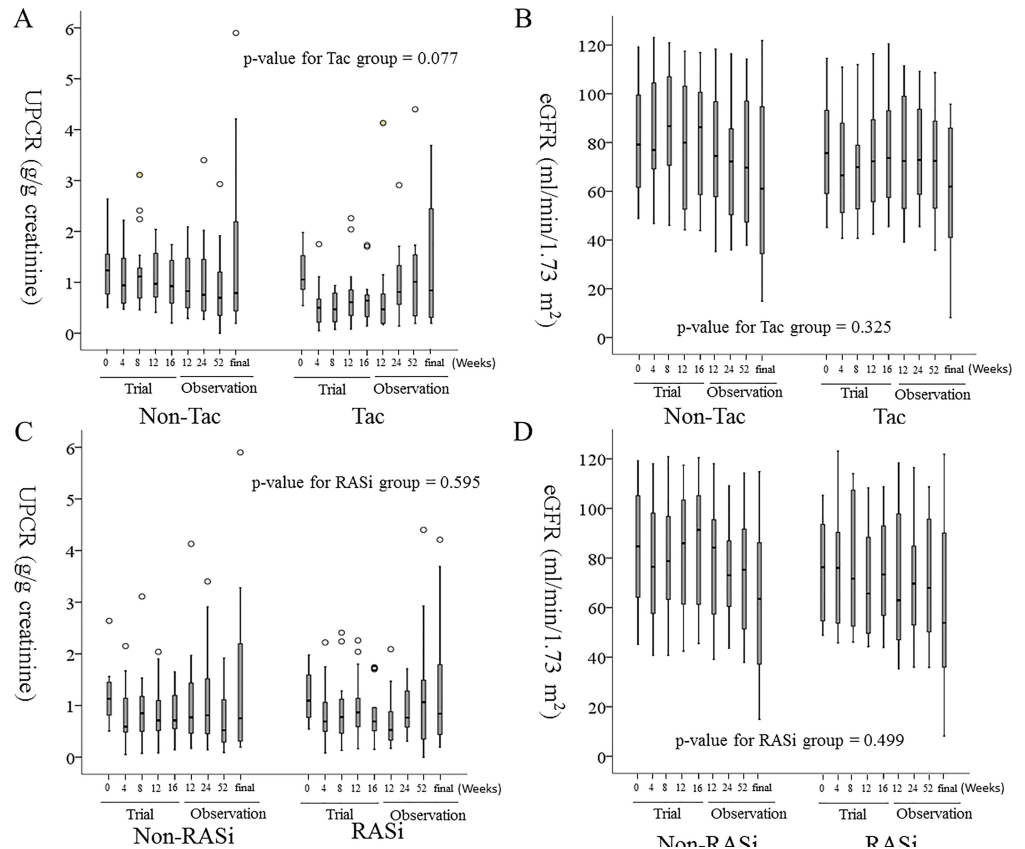 A
UPCR (g/g creatinine)
6
5
4
3
2
1
0
p-value for Tac group = 0.077
0 4 8 12 16 12 24 52 final 0 4 8 12 16 12 24 52 final (Weeks)
Trial Observation Trial Observation
Non-Tac Tac
B
eGFR (ml/min/1.73 m²)
120
100
80
60
40
20
0
p-value for Tac group = 0.325
0 4 8 12 16 12 24 52 final 0 4 8 12 16 12 24 52 final (Weeks)
Trial Observation Trial Observation
Non-Tac Tac
C
UPCR (g/g creatinine)
6
5
4
3
2
1
0
p-value for RASi group = 0.595
0 4 8 12 16 12 24 52 final 0 4 8 12 16 12 24 52 final (Weeks)
Trial Observation Trial Observation
Non-RASi RASi
D
eGFR (ml/min/1.73 m²)
120
100
80
60
40
20
0
p-value for RASi group = 0.499
0 4 8 12 16 12 24 52 final 0 4 8 12 16 12 24 52 final (Weeks)
Trial Observation Trial Observation
Non-RASi RASi